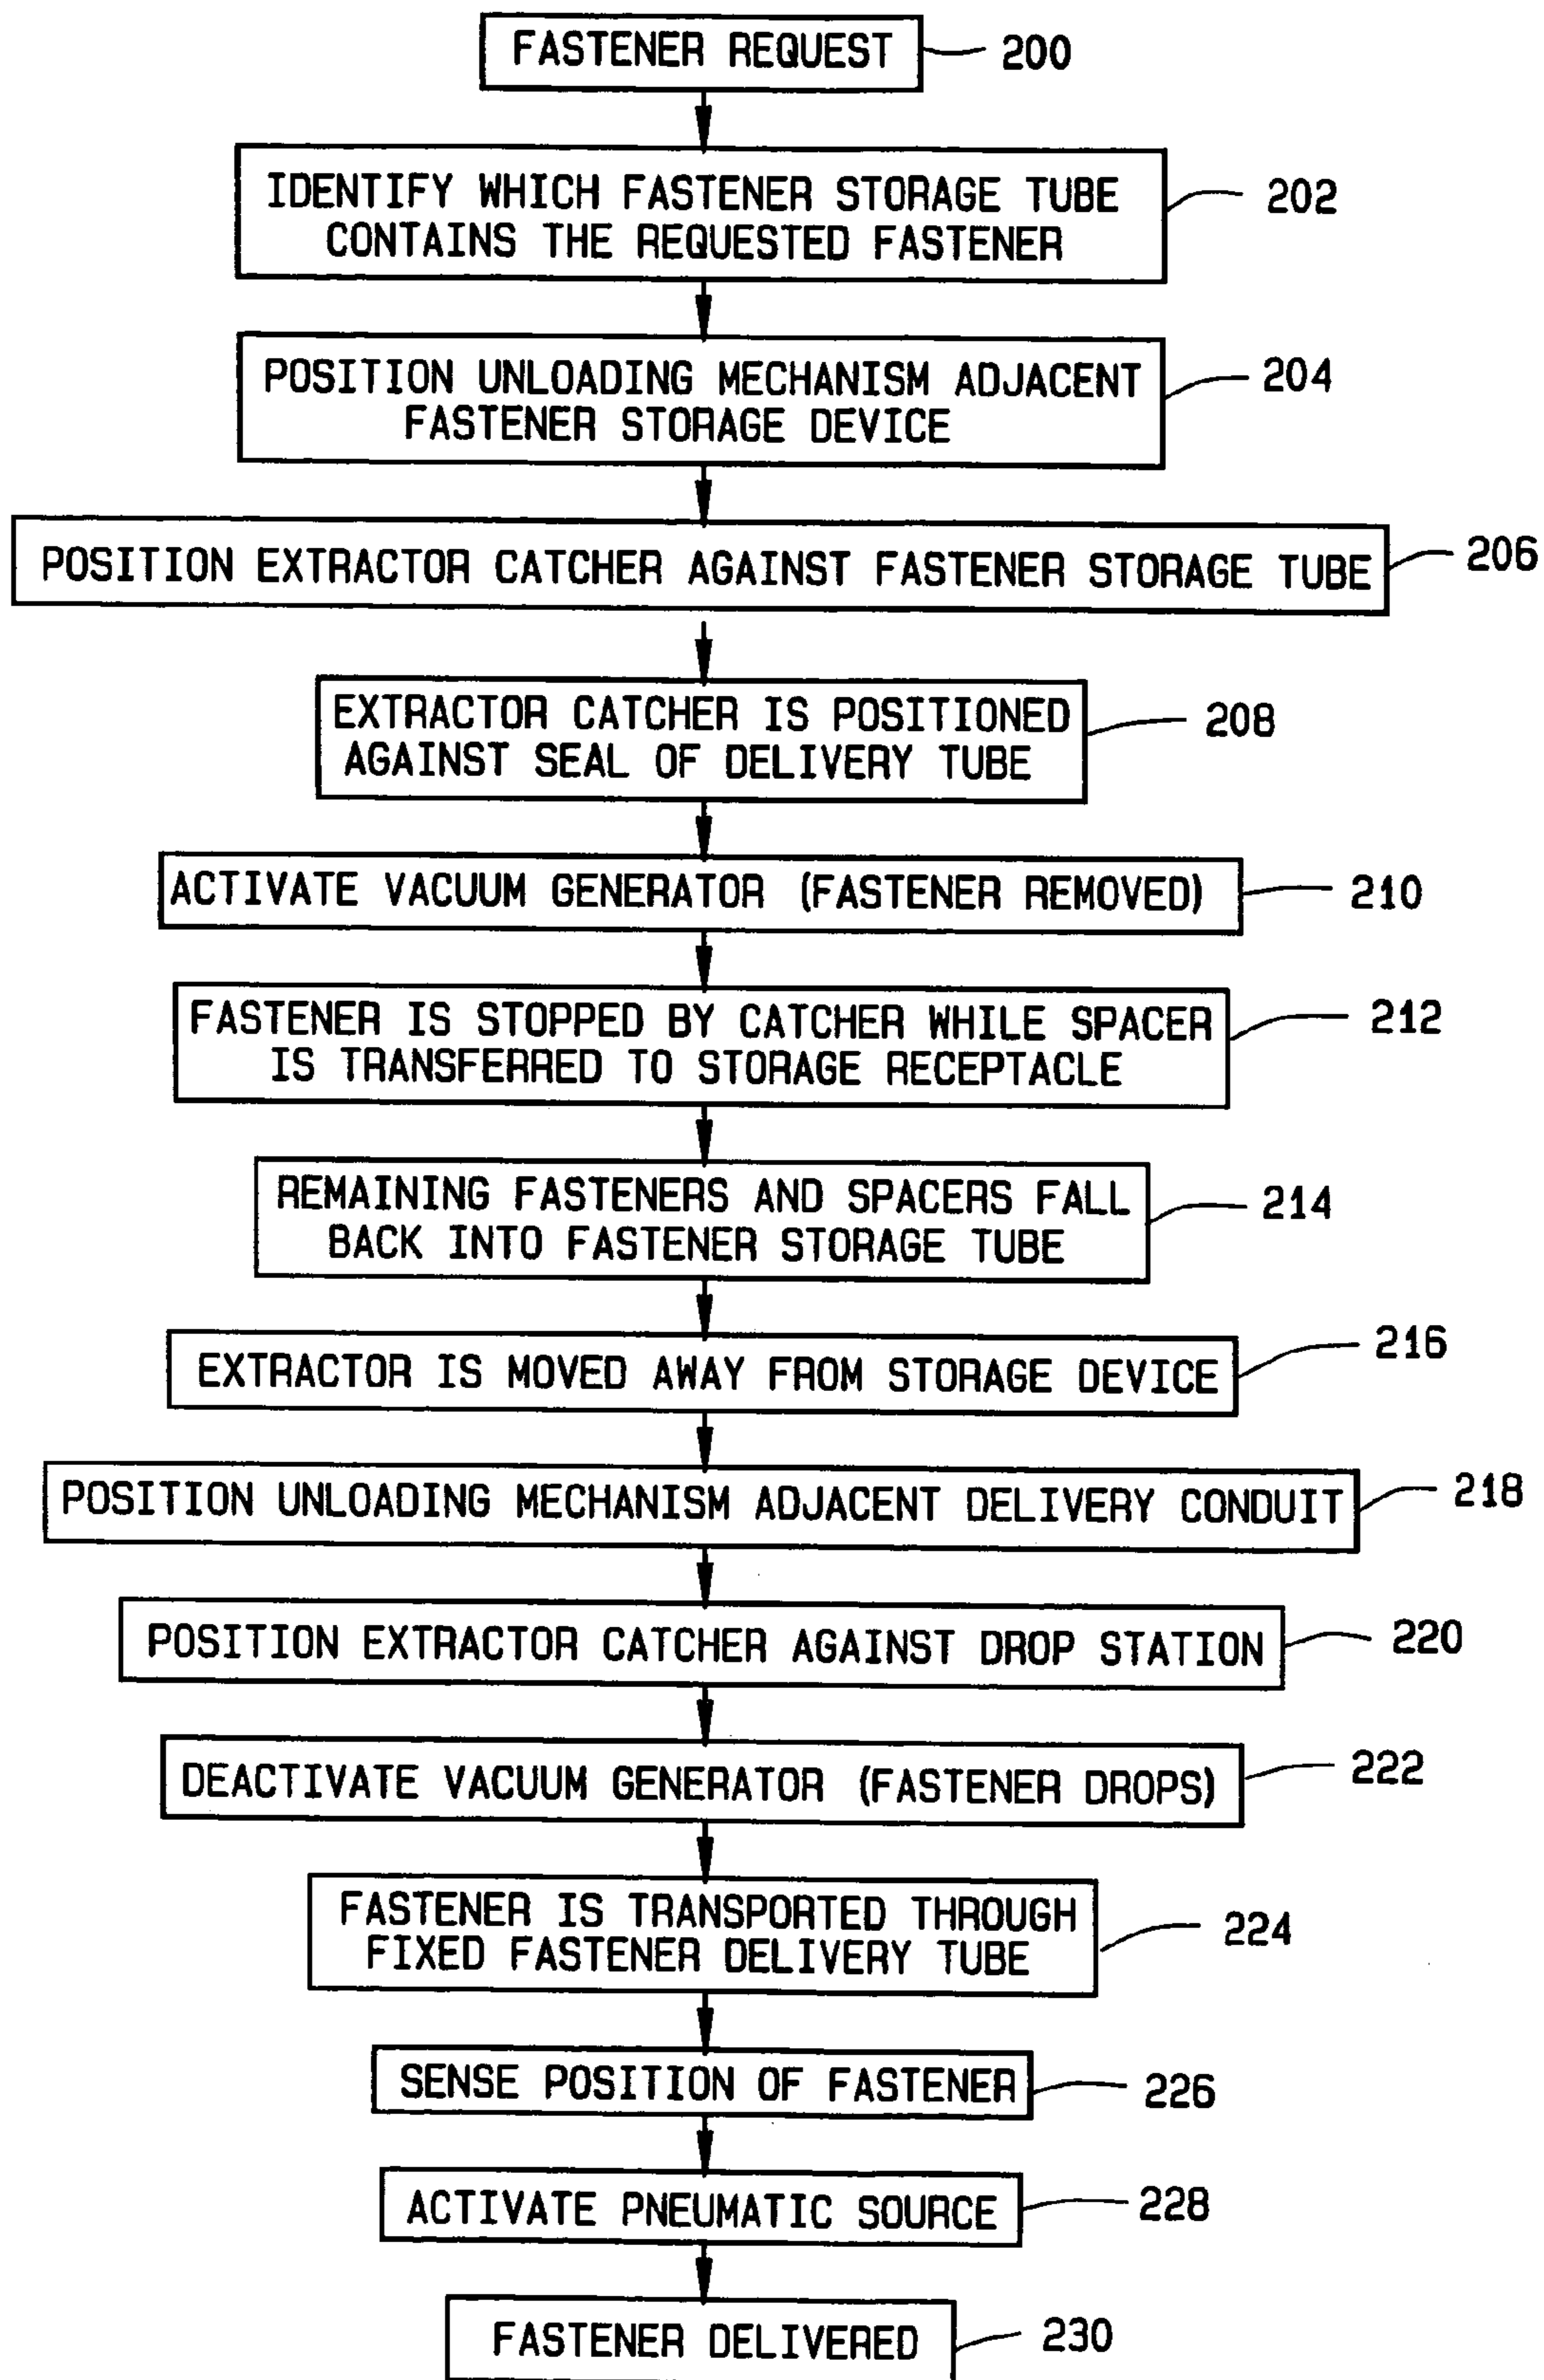 FASTENER REQUEST
200
IDENTIFY WHICH FASTENER STORAGE TUBE
CONTAINS THE REQUESTED FASTENER
202
POSITION UNLOADING MECHANISM ADJACENT
FASTENER STORAGE DEVICE
204
POSITION EXTRACTOR CATCHER AGAINST FASTENER STORAGE TUBE
206
EXTRACTOR CATCHER IS POSITIONED
AGAINST SEAL OF DELIVERY TUBE
208
ACTIVATE VACUUM GENERATOR (FASTENER REMOVED)
210
FASTENER IS STOPPED BY CATCHER WHILE SPACER
IS TRANSFERRED TO STORAGE RECEPTACLE
212
REMAINING FASTENERS AND SPACERS FALL
BACK INTO FASTENER STORAGE TUBE
214
EXTRACTOR IS MOVED AWAY FROM STORAGE DEVICE
216
POSITION UNLOADING MECHANISM ADJACENT DELIVERY CONDUIT
218
POSITION EXTRACTOR CATCHER AGAINST DROP STATION
220
DEACTIVATE VACUUM GENERATOR (FASTENER DROPS)
222
FASTENER IS TRANSPORTED THROUGH
FIXED FASTENER DELIVERY TUBE
224
SENSE POSITION OF FASTENER
226
ACTIVATE PNEUMATIC SOURCE
228
FASTENER DELIVERED
230